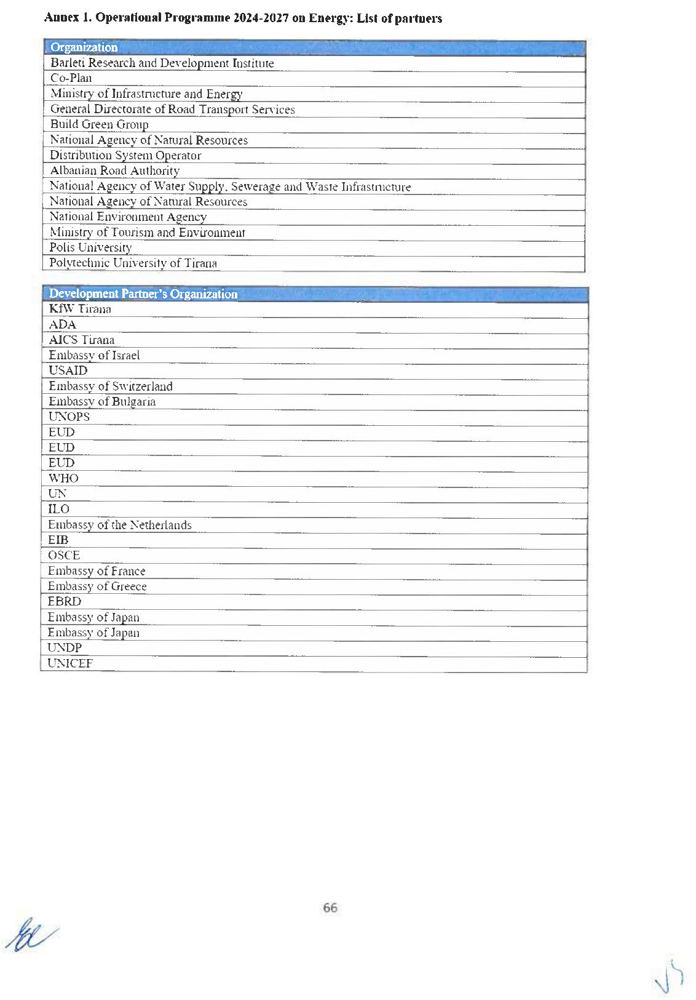 Annex 1. Operational Programme 2024-2027 on Energy: List of partners
Organization
Barleti Research and Development Institute
Co-Plan
Ministry of Infrastructure and Energy
General Directorate of Road Transport Services
Build Green Group
National Agency of Natural Resources
Distribution System Operator
Albanian Road Authority
National Agency of Water Supply, Sewerage and Waste Infrastructure
National Agency of Natural Resources
National Environment Agency
Ministry of Tourism and Environment
Polis University
Polytechnic University of Tirana
Development Partner's Organization
KfW Tirana
ADA
AICS Tirana
Embassy of Israel
USAID
Embassy of Switzerland
Embassy of Bulgaria
UNOPS
EUD
EUD
EUD
WHO
UN
ILO
Embassy of the Netherlands
EIB
OSCE
Embassy of France
Embassy of Greece
EBRD
Embassy of Japan
Embassy of Japan
UNDP
UNICEF
66